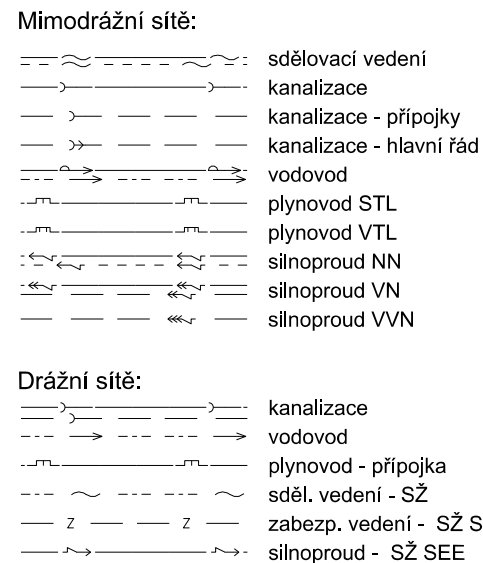 Mimodrážní sítě:
sdělovací vedení
kanalizace
kanalizace - přípojky
kanalizace - hlavní řád
vodovod
plynovod STL
plynovod VTL
silnoproud NN
silnoproud VN
silnoproud VVN
Drážní sítě:
kanalizace
vodovod
plynovod - přípojka
sděl. vedení - SŽ
Z Z zabezp. vedení - SŽ S
silnoproud - SŽ SEE